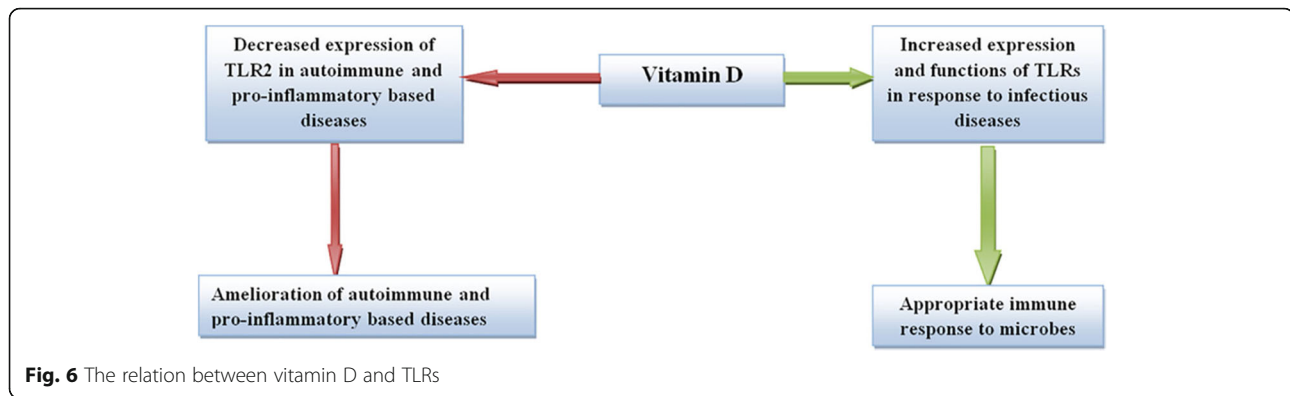 Decreased expression of
TLR2 in autoimmune and
pro-inflammatory based
diseases
Vitamin D
Increased expression
and functions of TLRs
in response to infectious
diseases
Amelioration of autoimmune and
pro-inflammatory based diseases
Appropriate immune
response to microbes
Fig. 6 The relation between vitamin D and TLRs